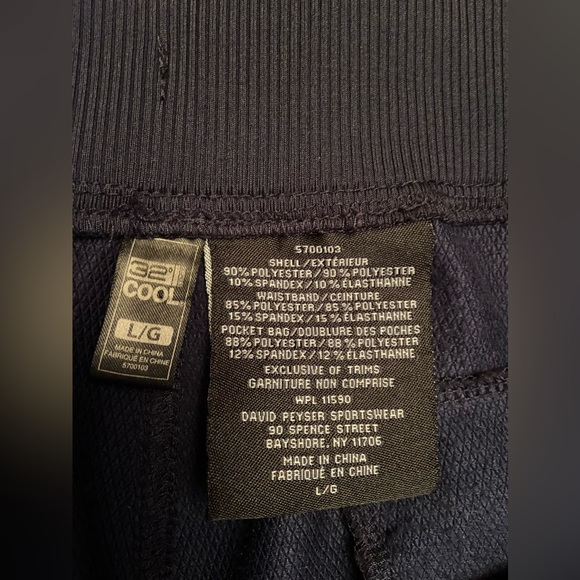 32°
COOL
L/G
MADE IN CHINA
FABRIQUÉ EN CHINE
5700103
5700103
SHELL/EXTÉRIEUR
90% POLYESTER/90% POLYESTER
10% SPANDEX/10% ÉLASTHANNE
WAISTBAND/CEINTURE
85% POLYESTER/85% POLYESTER
15% SPANDEX/15% ÉLASTHANNE
POCKET BAG/DOUBLURE DES POCHES
88% POLYESTER/88% POLYESTER
12% SPANDEX/12% ÉLASTHANNE
EXCLUSIVE OF TRIMS
GARNITURE NON COMPRISE
WPL 11590
DAVID PEYSER SPORTSWEAR
90 SPENCE STREET
BAYSHORE, NY 11706
MADE IN CHINA
FABRIQUÉ EN CHINE
L/G